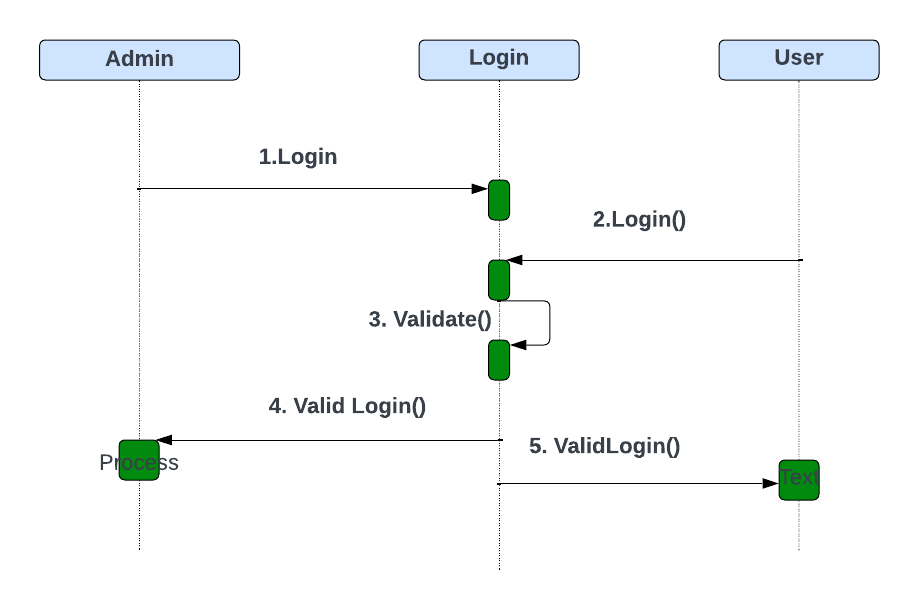 Admin
Login
User
1.Login
2.Login()
3. Validate()
4. Valid Login()
5. ValidLogin()
Process
Text